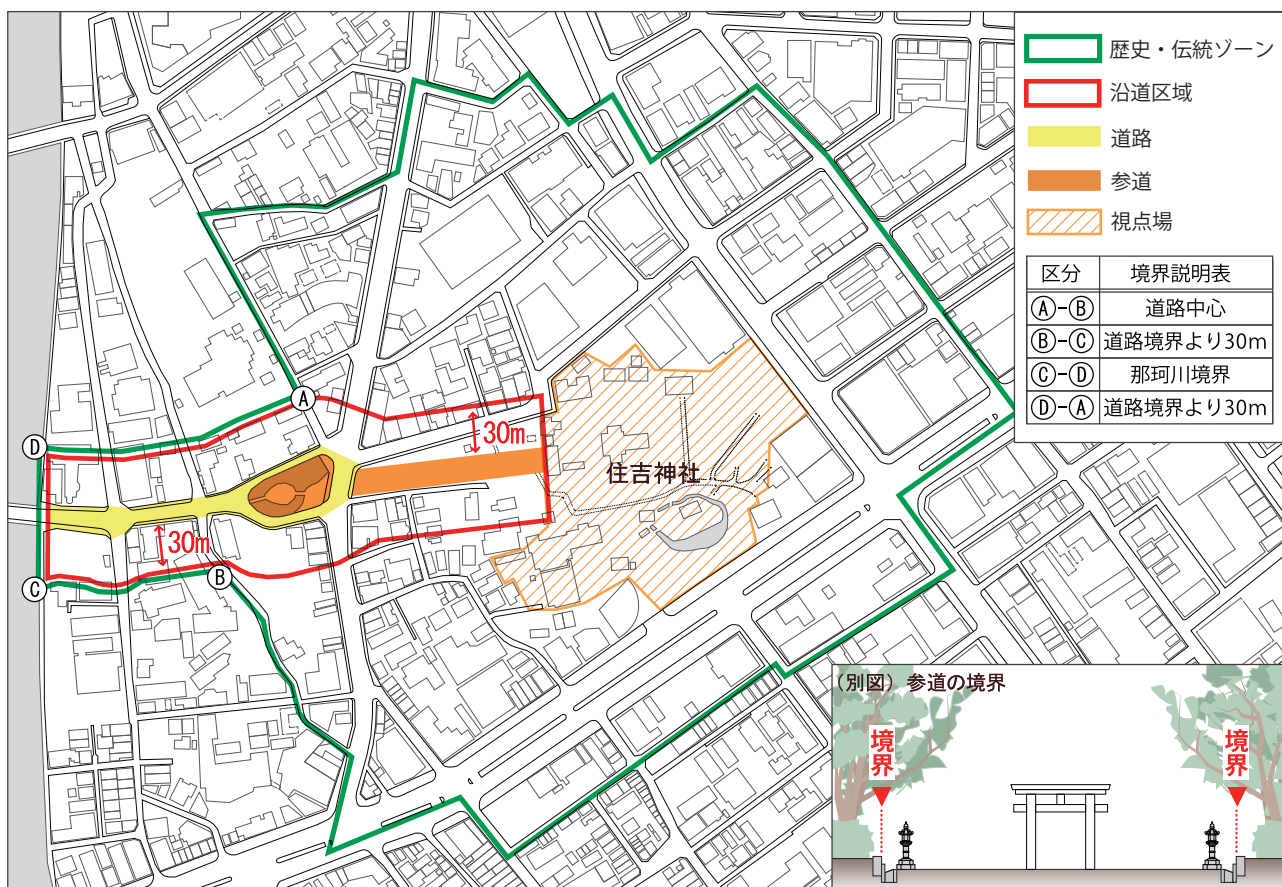 歴史・伝統ゾーン
沿道区域
道路
参道
視点場
区分 境界説明表
Ⓐ-Ⓑ 道路中心
Ⓑ-Ⓒ 道路境界より30m
Ⓒ-Ⓓ 那珂川境界
Ⓓ-Ⓐ 道路境界より30m
Ⓐ
30m
Ⓓ
住吉神社
30m
Ⓑ
Ⓒ
(別図)参道の境界
境界
境界